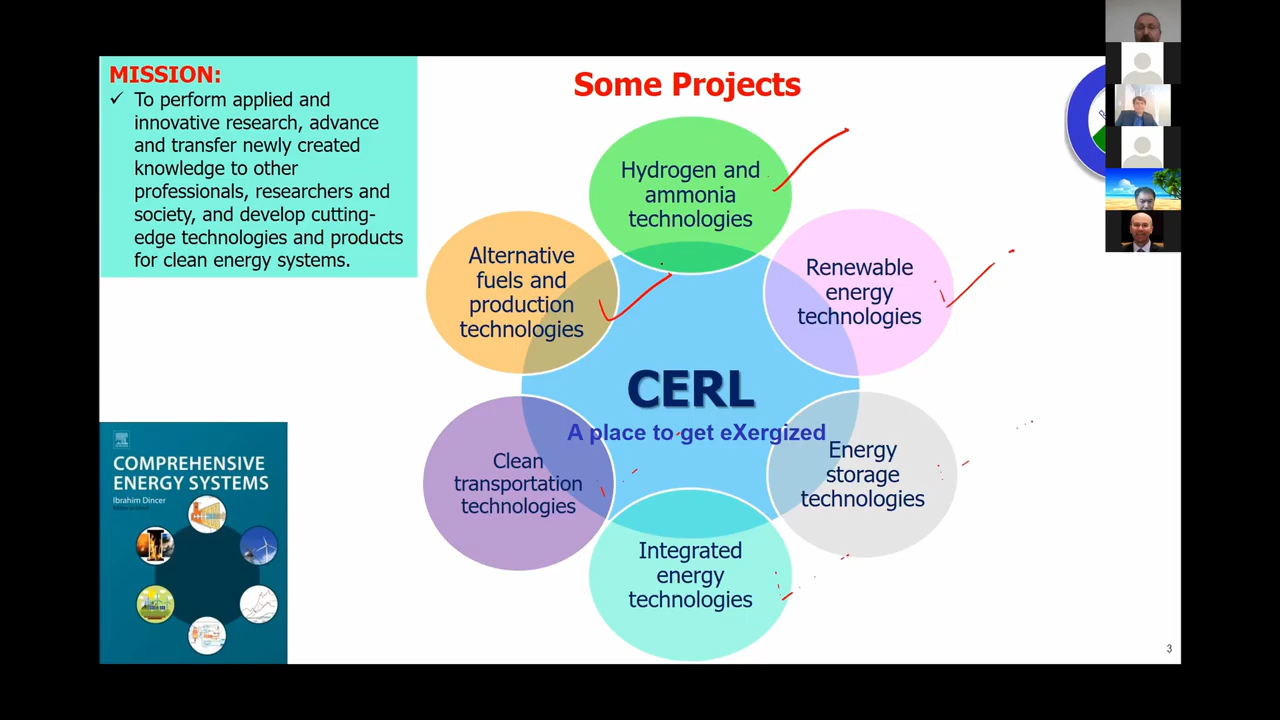 MISSION:
✓ To perform applied and
innovative research, advance
and transfer newly created
knowledge to other
professionals, researchers and
society, and develop cutting-
edge technologies and products
for clean energy systems.
Some Projects
Hydrogen and
ammonia
technologies
Alternative
fuels and
production
technologies
Renewable
energy
technologies
CERL
A place to get eXergized
Clean
transportation
technologies
Energy
storage
technologies
Integrated
energy
technologies
COMPREHENSIVE
ENERGY SYSTEMS
Ibrahim Dincer
3